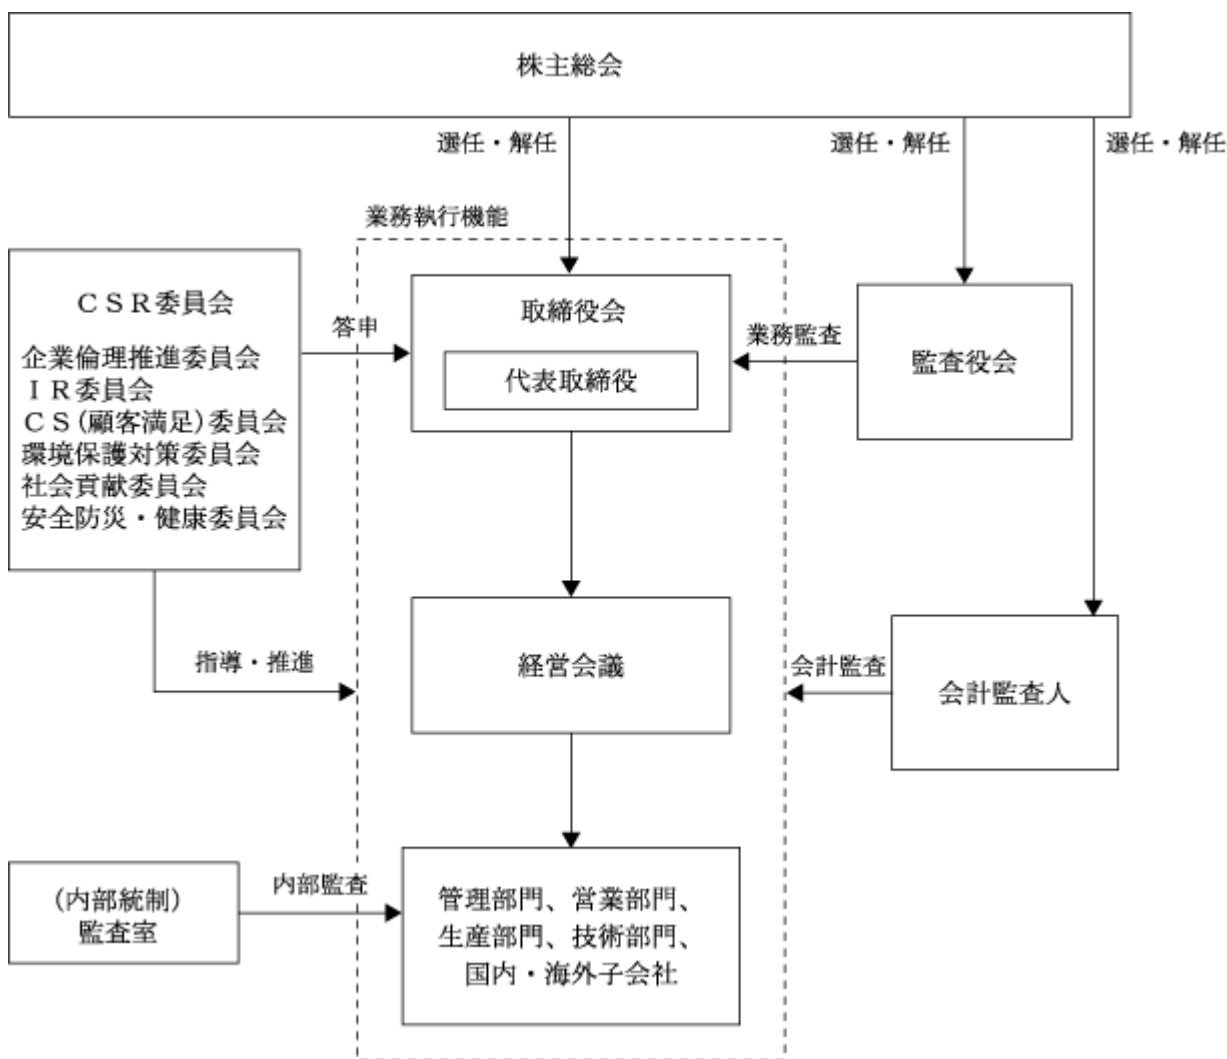 株主総会
選任・解任
選任・解任
選任・解任
業務執行機能
CSR委員会
企業倫理推進委員会
IR委員会
CS(顧客満足)委員会
環境保護対策委員会
社会貢献委員会
安全防災・健康委員会
答申
取締役会
代表取締役
業務監査
監査役会
指導・推進
経営会議
会計監査
会計監査人
(内部統制)
監査室
内部監査
管理部門、営業部門、
生産部門、技術部門、
国内・海外子会社